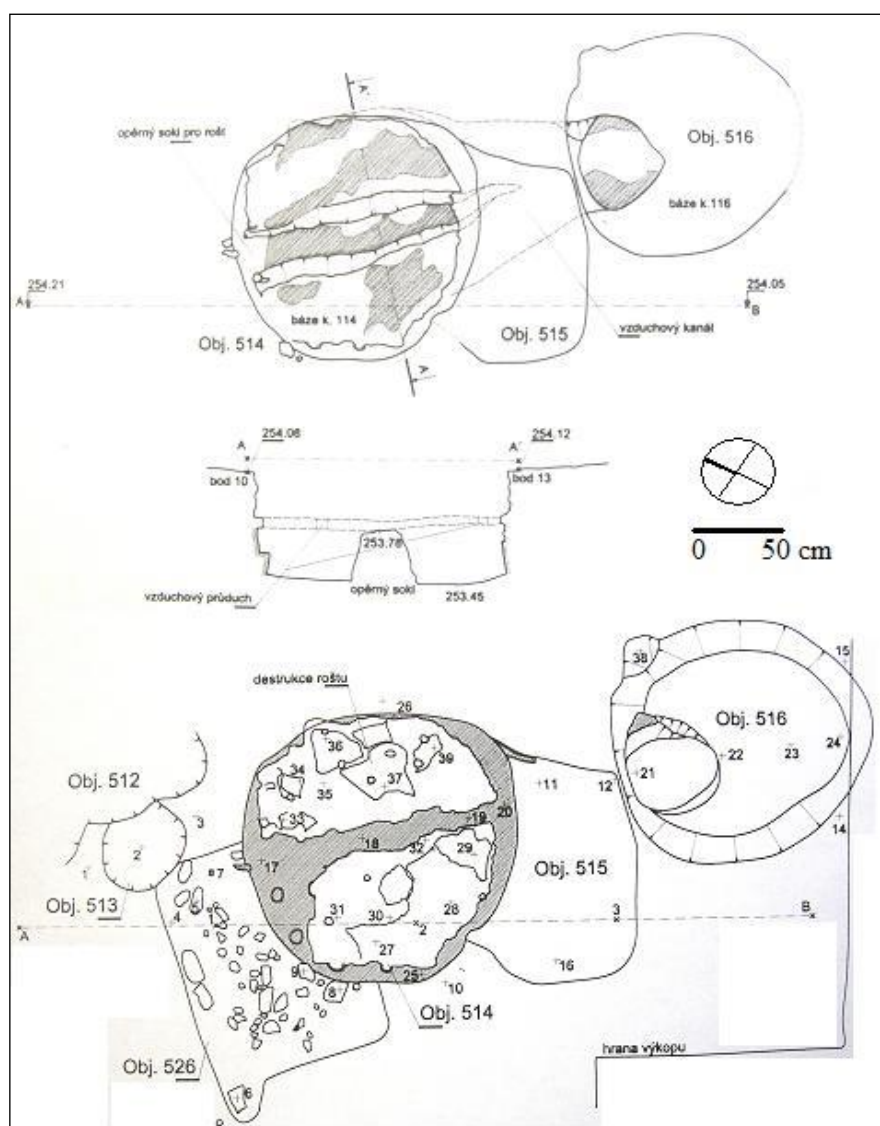 A'
opěrný sokl pro rošt
Obj. 516
báze k.116
254.21
A
254.05
B
báze k. 114
Obj. 515
vzduchový kanál
Obj. 514
A
254.06
A
254.12
A'
bod 10
bod 13
253.78
vzduchový průduch
opěrný sokl
253.45
0 50 cm
destrukce roštu
26
38
15
Obj. 516
36
39
34
37
35
22
23
24
Obj. 512
21
11
12
33
19
20
3
18
32
14
2
29
1
7
17
Obj. 515
Obj. 513
5
4
1
31
30
28
2
3
A
B
27
9
25
16
8
10
Obj. 514
hrana výkopu
Obj. 526
6